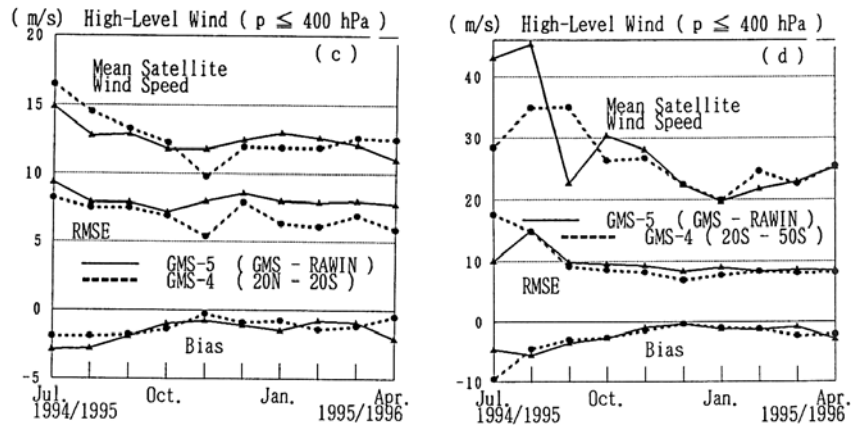 (m/s) High-Level Wind ( p ≦ 400 hPa )
20
( c )
Mean Satellite
Wind Speed
15
10
RMSE
5
GMS-5 ( GMS - RAWIN )
GMS-4 ( 20N - 20S )
0
Bias
-5
Jul. Oct. Jan. Apr.
1994/1995 1995/1996
(m/s) High-Level Wind ( p ≦ 400 hPa )
( d )
40
Mean Satellite
Wind Speed
30
20
GMS-5 ( GMS - RAWIN )
GMS-4 ( 20S - 50S )
10
RMSE
0
Bias
-10
Jul. Oct. Jan. Apr.
1994/1995 1995/1996